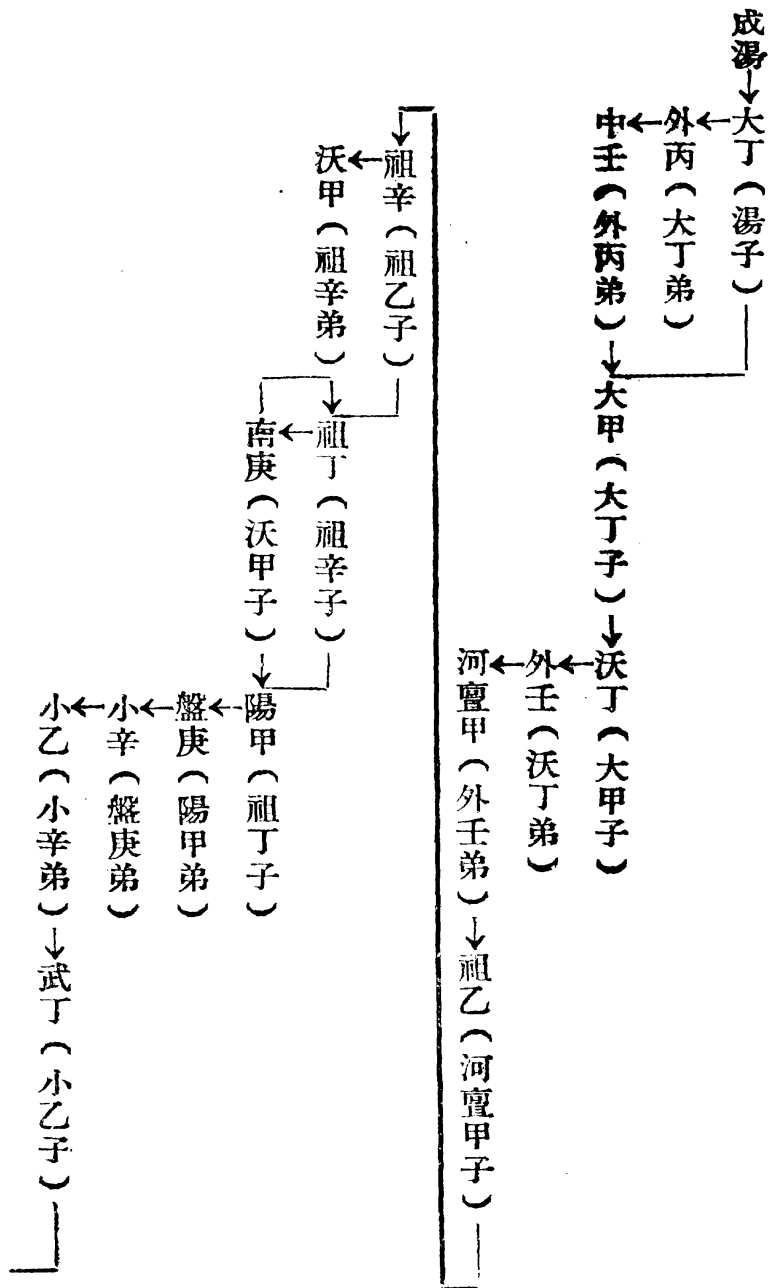 成湯
大丁（湯子）
外丙（大丁弟）
中壬（外丙弟）
大甲（大丁子）
沃丁（大甲子）
外壬（沃丁弟）
河亶甲（外壬弟）
祖乙（河亶甲子）
祖辛（祖乙子）
沃甲（祖辛弟）
祖丁（祖辛子）
南庚（沃甲子）
陽甲（祖丁子）
盤庚（陽甲弟）
小辛（盤庚弟）
小乙（小辛弟）
武丁（小乙子）